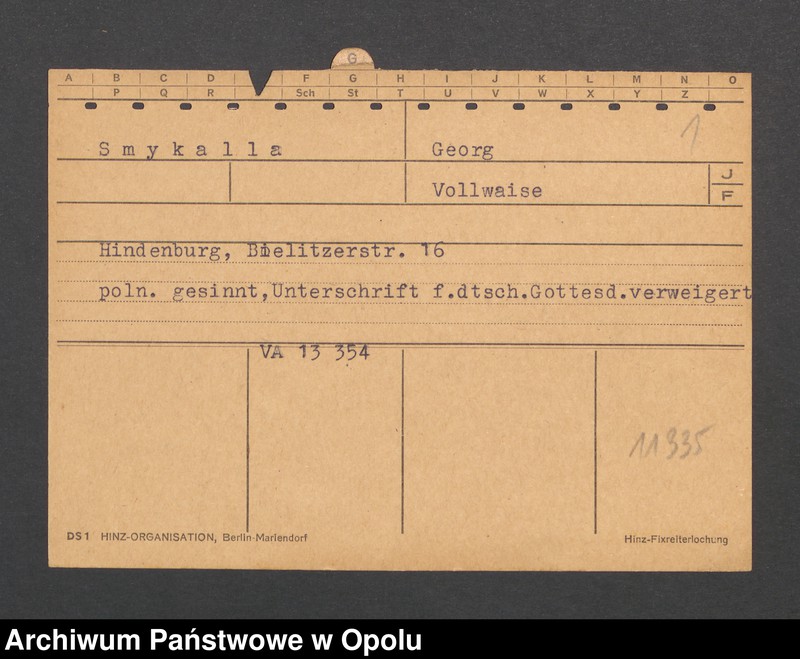 G
A B C D F G H I J K L M N O
P Q R Sch St T U V W X Y Z
1
Smykalla Georg
Vollwaise J
F
Hindenburg, Bielitzerstr. 16
poln. gesinnt,Unterschrift f.dtsch.Gottesd.verweigert
VA 13 354
11335
DS1 HINZ-ORGANISATION, Berlin-Mariendorf Hinz-Fixreiterlochung
Archiwum Państwowe w Opolu